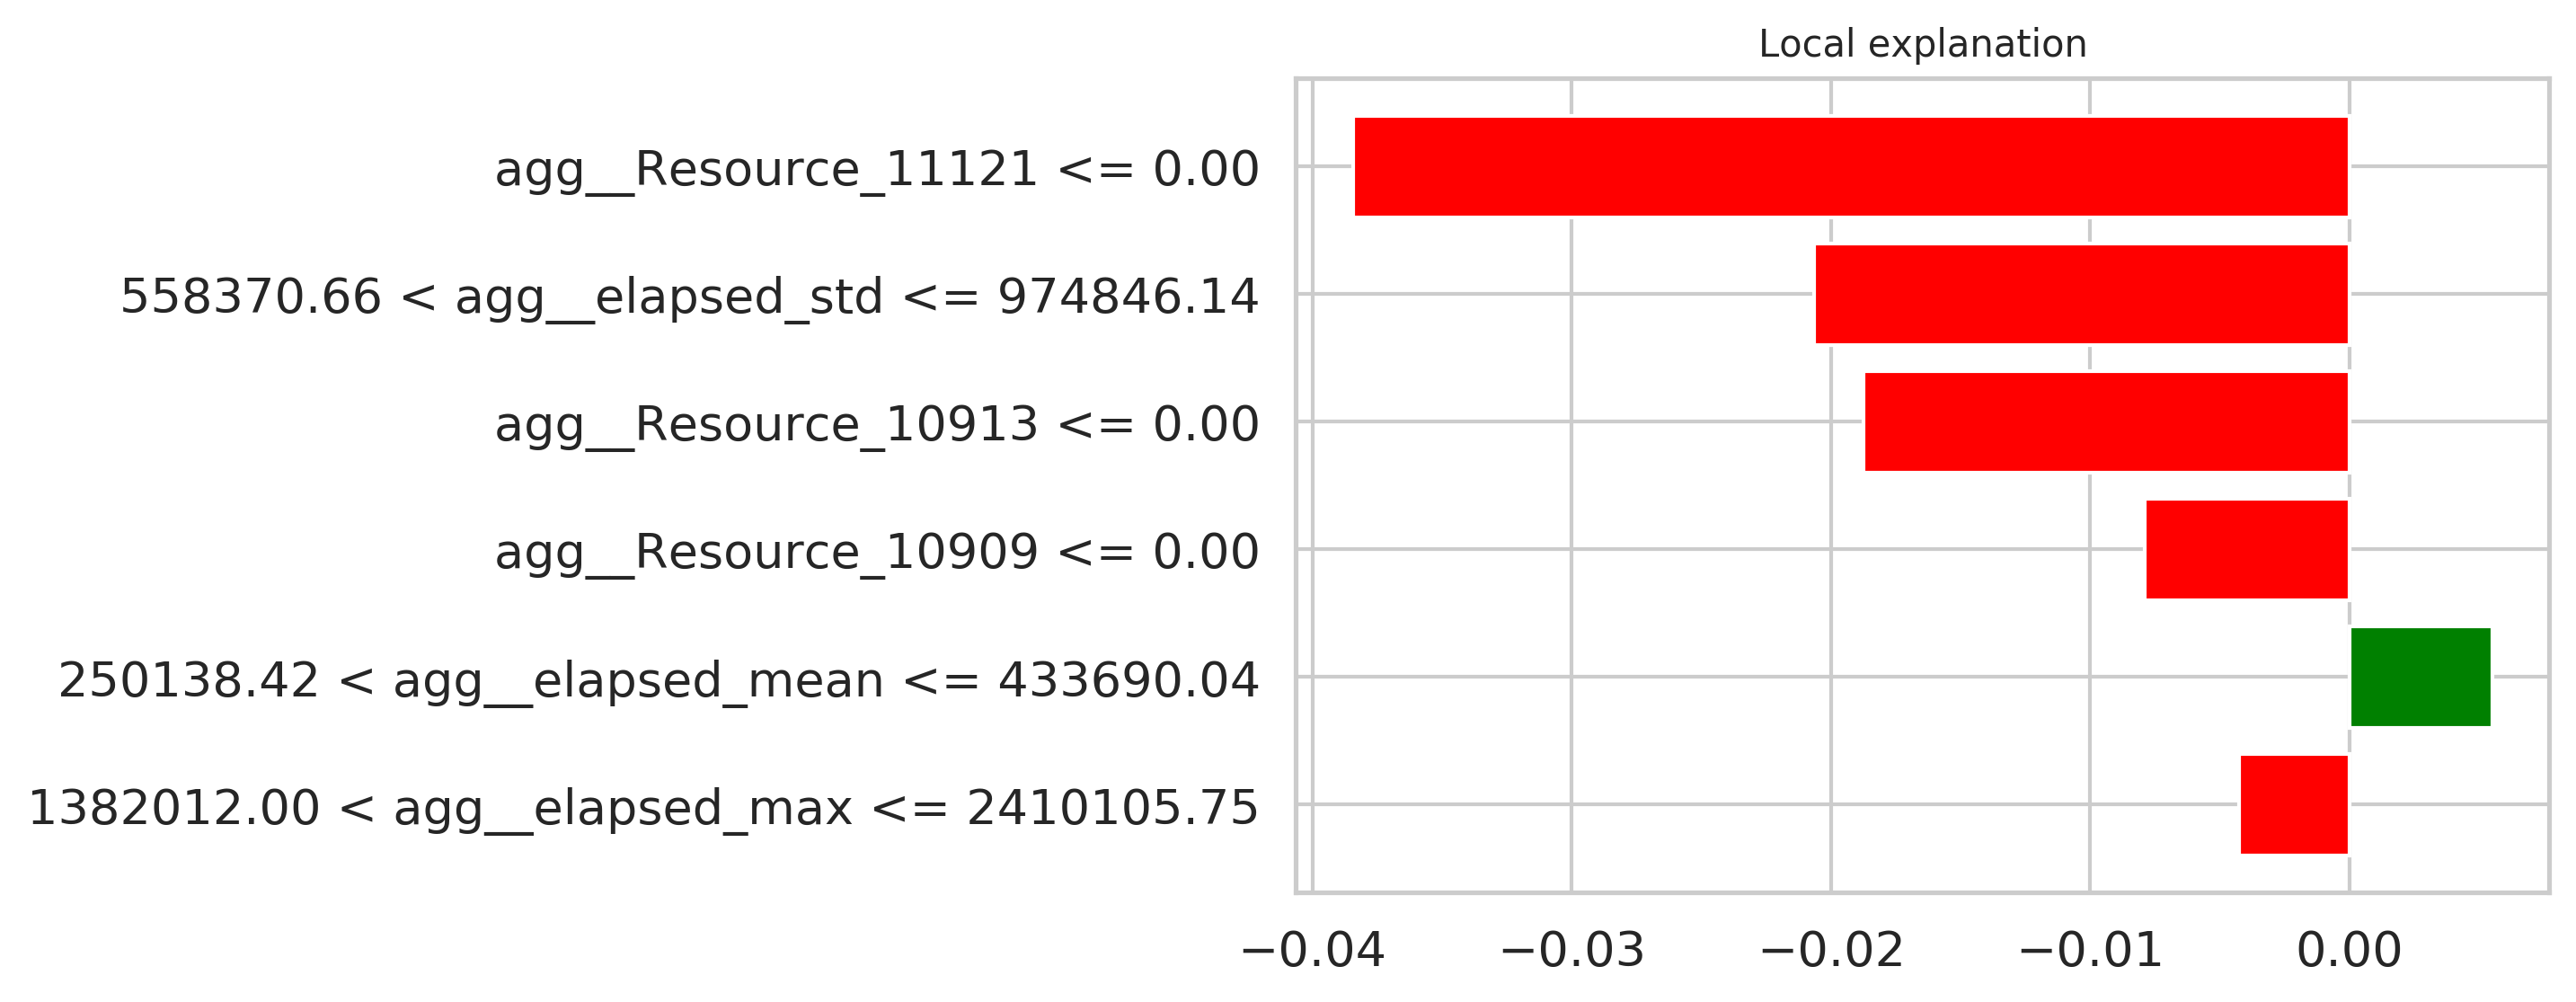 Local explanation
agg__Resource_11121 <= 0.00
558370.66 < agg__elapsed_std <= 974846.14
agg__Resource_10913 <= 0.00
agg__Resource_10909 <= 0.00
250138.42 < agg__elapsed_mean <= 433690.04
1382012.00 < agg__elapsed_max <= 2410105.75
−0.04 −0.03 −0.02 −0.01 0.00